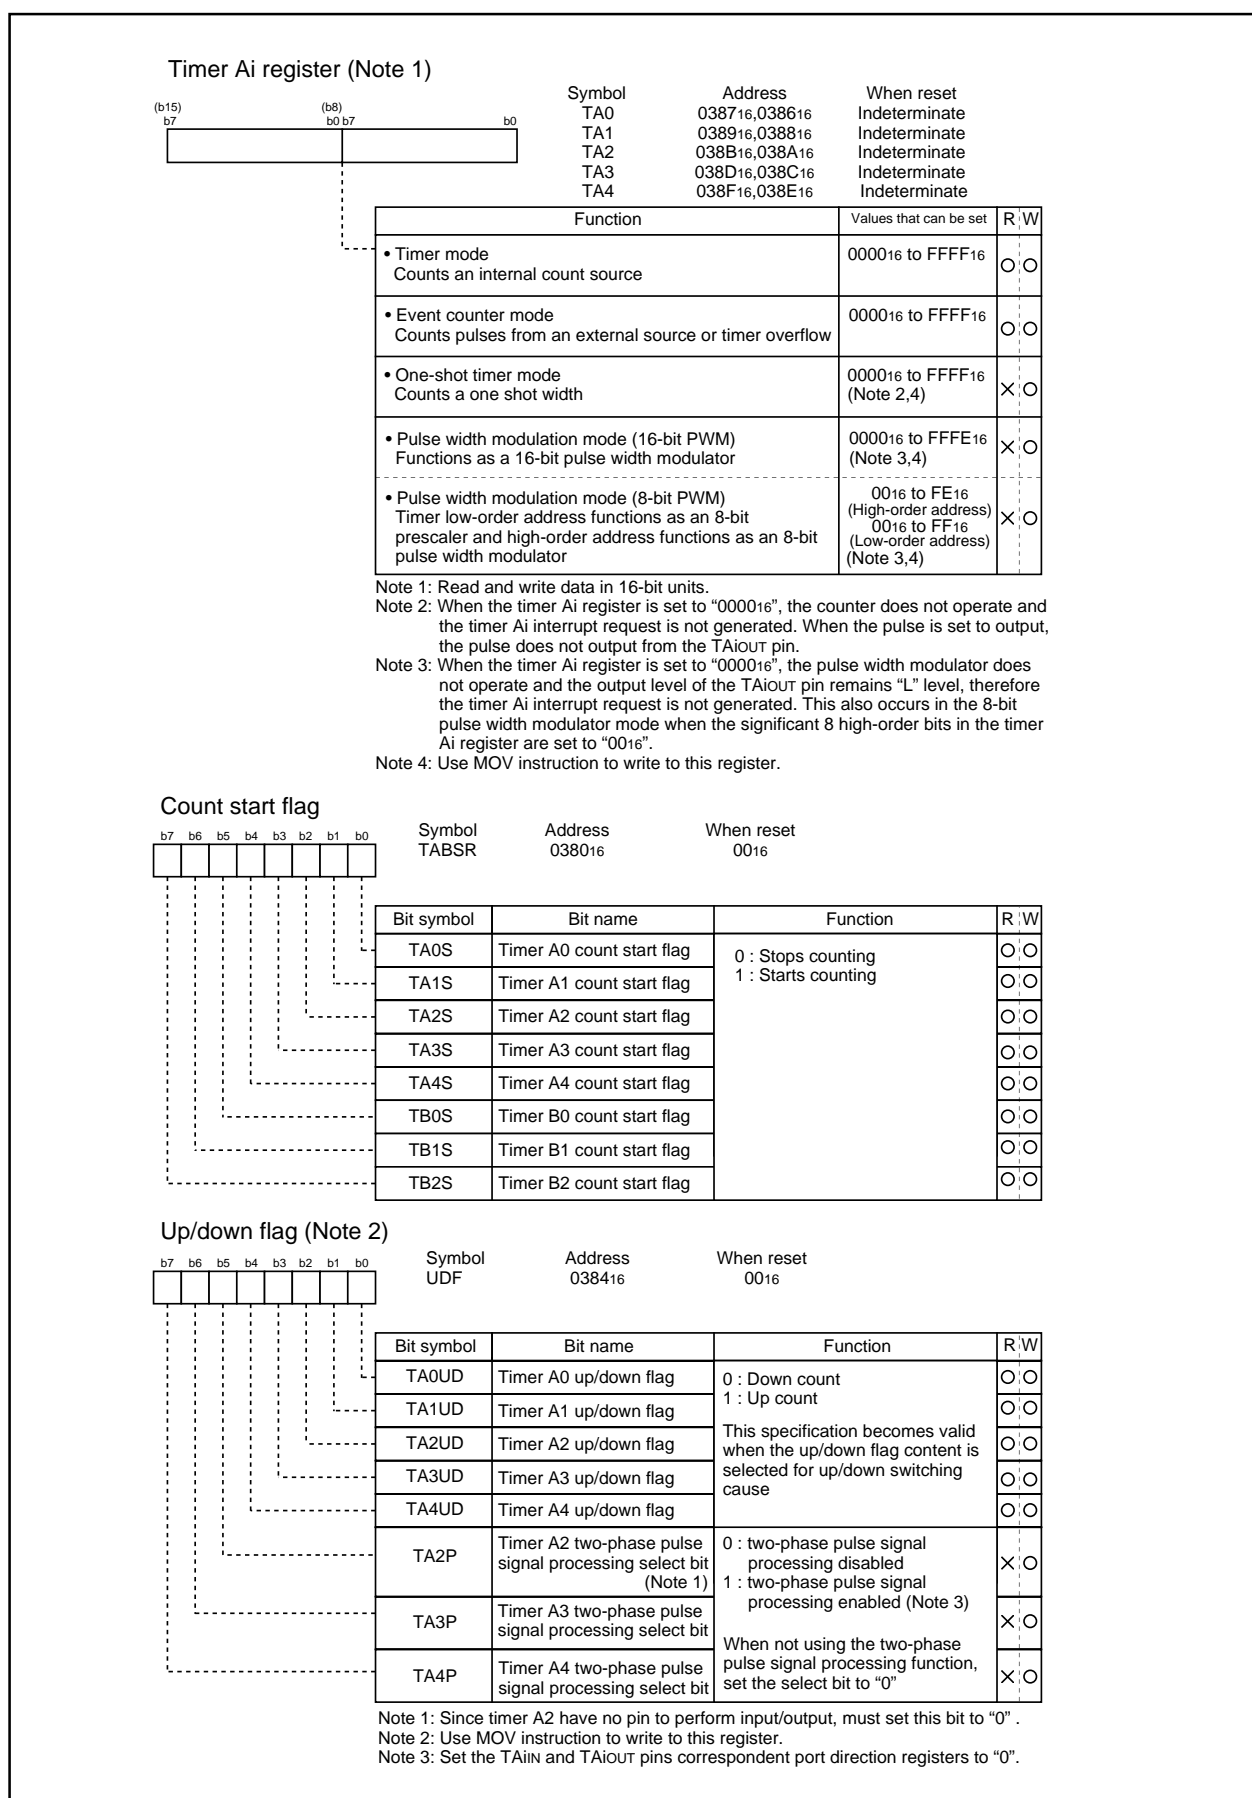 Timer Ai register (Note 1)
Symbol Address When reset
TA0 038716,038616 Indeterminate
TA1 038916,038816 Indeterminate
TA2 038B16,038A16 Indeterminate
TA3 038D16,038C16 Indeterminate
TA4 038F16,038E16 Indeterminate
(b15) (b8)
b7 b0 b7 b0
Function Values that can be set R W
• Timer mode
Counts an internal count source
000016 to FFFF16
• Event counter mode
Counts pulses from an external source or timer overflow
000016 to FFFF16
• One-shot timer mode
Counts a one shot width
000016 to FFFF16
(Note 2,4)
• Pulse width modulation mode (16-bit PWM)
Functions as a 16-bit pulse width modulator
000016 to FFFE16
(Note 3,4)
• Pulse width modulation mode (8-bit PWM)
Timer low-order address functions as an 8-bit
prescaler and high-order address functions as an 8-bit
pulse width modulator
0016 to FE16
(High-order address)
0016 to FF16
(Low-order address)
(Note 3,4)
Note 1: Read and write data in 16-bit units.
Note 2: When the timer Ai register is set to “000016”, the counter does not operate and
the timer Ai interrupt request is not generated. When the pulse is set to output,
the pulse does not output from the TAiOUT pin.
Note 3: When the timer Ai register is set to “000016”, the pulse width modulator does
not operate and the output level of the TAiOUT pin remains “L” level, therefore
the timer Ai interrupt request is not generated. This also occurs in the 8-bit
pulse width modulator mode when the significant 8 high-order bits in the timer
Ai register are set to “0016”.
Note 4: Use MOV instruction to write to this register.
Count start flag
b7 b6 b5 b4 b3 b2 b1 b0
Symbol Address When reset
TABSR 038016 0016
Bit symbol Bit name Function R W
TA0S Timer A0 count start flag
TA1S Timer A1 count start flag
TA2S Timer A2 count start flag
TA3S Timer A3 count start flag
TA4S Timer A4 count start flag
TB0S Timer B0 count start flag
TB1S Timer B1 count start flag
TB2S Timer B2 count start flag
0 : Stops counting
1 : Starts counting
Up/down flag (Note 2)
b7 b6 b5 b4 b3 b2 b1 b0
Symbol Address When reset
UDF 038416 0016
Bit symbol Bit name Function R W
TA0UD Timer A0 up/down flag
TA1UD Timer A1 up/down flag
TA2UD Timer A2 up/down flag
TA3UD Timer A3 up/down flag
TA4UD Timer A4 up/down flag
0 : Down count
1 : Up count
This specification becomes valid
when the up/down flag content is
selected for up/down switching
cause
TA2P Timer A2 two-phase pulse
signal processing select bit
(Note 1)
TA3P Timer A3 two-phase pulse
signal processing select bit
TA4P Timer A4 two-phase pulse
signal processing select bit
0 : two-phase pulse signal
processing disabled
1 : two-phase pulse signal
processing enabled (Note 3)
When not using the two-phase
pulse signal processing function,
set the select bit to “0”
Note 1: Since timer A2 have no pin to perform input/output, must set this bit to “0” .
Note 2: Use MOV instruction to write to this register.
Note 3: Set the TAiIN and TAiOUT pins correspondent port direction registers to “0”.